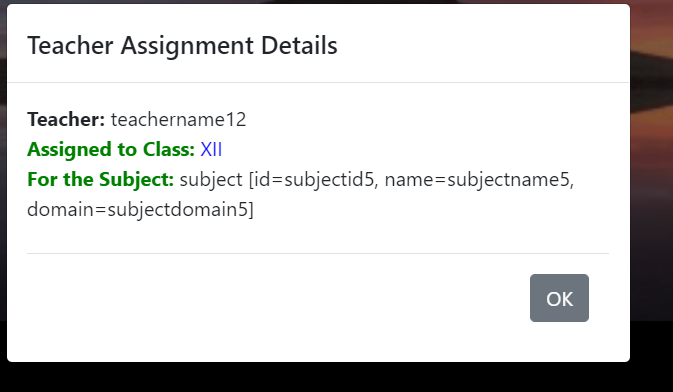 Teacher Assignment Details
Teacher: teachername12
Assigned to Class: XII
For the Subject: subject [id=subjectid5, name=subjectname5,
domain=subjectdomain5]
OK